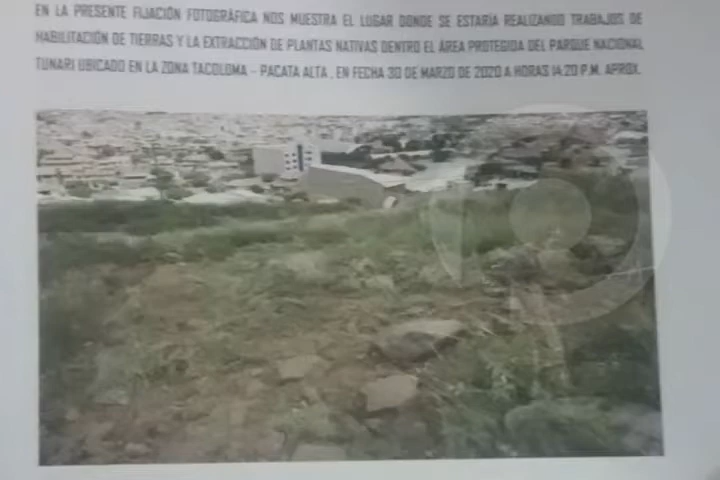 EN LA PRESENTE FIJACIÓN FOTOGRÁFICA NOS MUESTRA EL LUGAR DONDE SE ESTARÍA REALIZANDO TRABAJOS DE
HABILITACIÓN DE TIERRAS Y LA EXTRACCIÓN DE PLANTAS NATIVAS DENTRO EL ÁREA PROTEGIDA DEL PARQUE NACIONAL
TUNARI UBICADO EN LA ZONA TACOLOMA – PACATA ALTA , EN FECHA 30 DE MARZO DE 2020 A HORAS 14.20 P.M. APROX.